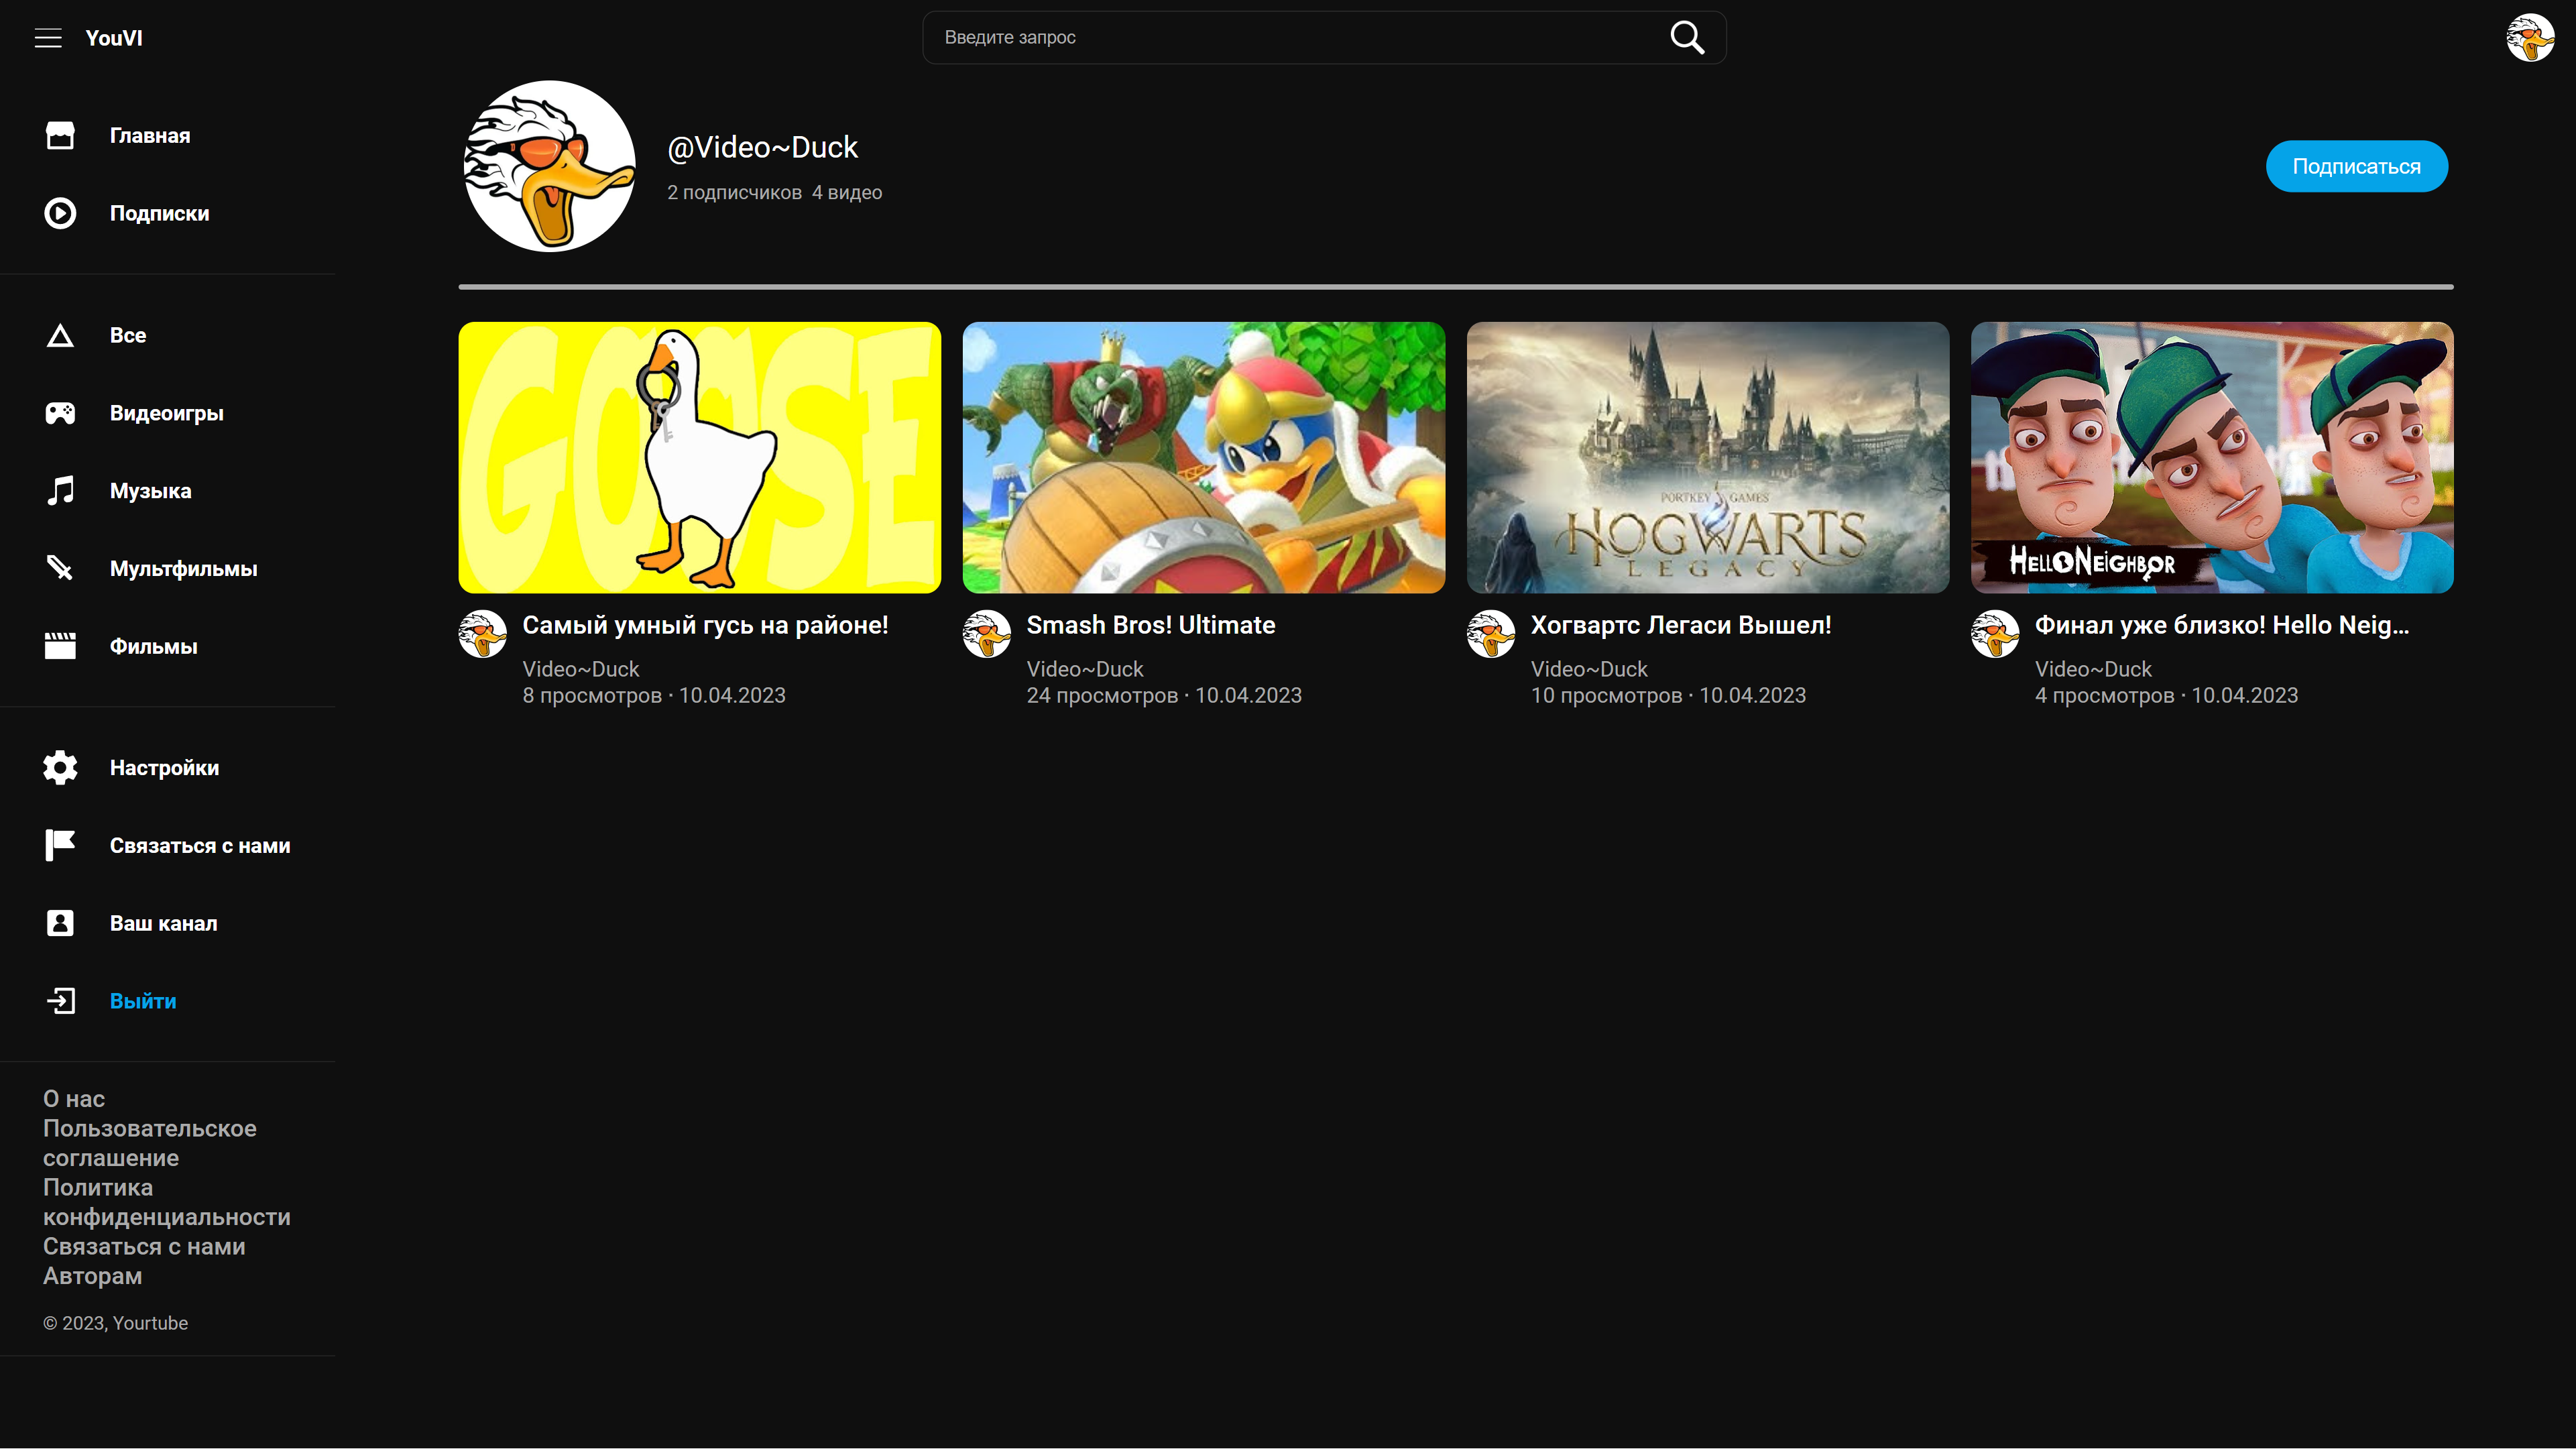 YouVI
Введите запрос
Главная
Подписки
Все
Видеоигры
Музыка
Мультфильмы
Фильмы
Настройки
Связаться с нами
Ваш канал
Выйти
О нас
Пользовательское
соглашение
Политика
конфиденциальности
Связаться с нами
Авторам
© 2023, Yourtube
@Video~Duck
2 подписчиков 4 видео
Подписаться
GOOSE
Самый умный гусь на районе!
Video~Duck
8 просмотров · 10.04.2023
Smash Bros! Ultimate
Video~Duck
24 просмотров · 10.04.2023
PORTKEY GAMES
HOGWARTS
LEGACY
Хогвартс Легаси Вышел!
Video~Duck
10 просмотров · 10.04.2023
HELLO NEIGHBOR
Финал уже близко! Hello Neig...
Video~Duck
4 просмотров · 10.04.2023